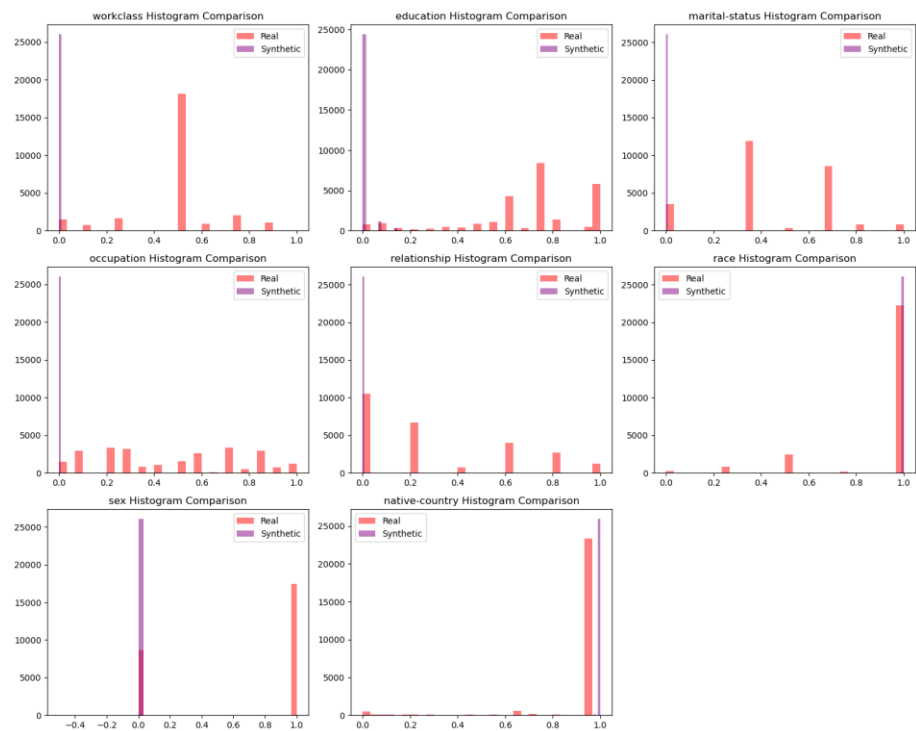 workclass Histogram Comparison
Real
Synthetic
25000
20000
15000
10000
5000
0
0.0 0.2 0.4 0.6 0.8 1.0
education Histogram Comparison
Real
Synthetic
25000
20000
15000
10000
5000
0
0.0 0.2 0.4 0.6 0.8 1.0
marital-status Histogram Comparison
Real
Synthetic
25000
20000
15000
10000
5000
0
0.0 0.2 0.4 0.6 0.8 1.0
occupation Histogram Comparison
Real
Synthetic
25000
20000
15000
10000
5000
0
0.0 0.2 0.4 0.6 0.8 1.0
relationship Histogram Comparison
Real
Synthetic
25000
20000
15000
10000
5000
0
0.0 0.2 0.4 0.6 0.8 1.0
race Histogram Comparison
Real
Synthetic
25000
20000
15000
10000
5000
0
0.0 0.2 0.4 0.6 0.8 1.0
sex Histogram Comparison
Real
Synthetic
25000
20000
15000
10000
5000
0
−0.4 −0.2 0.0 0.2 0.4 0.6 0.8 1.0
native-country Histogram Comparison
Real
Synthetic
25000
20000
15000
10000
5000
0
0.0 0.2 0.4 0.6 0.8 1.0